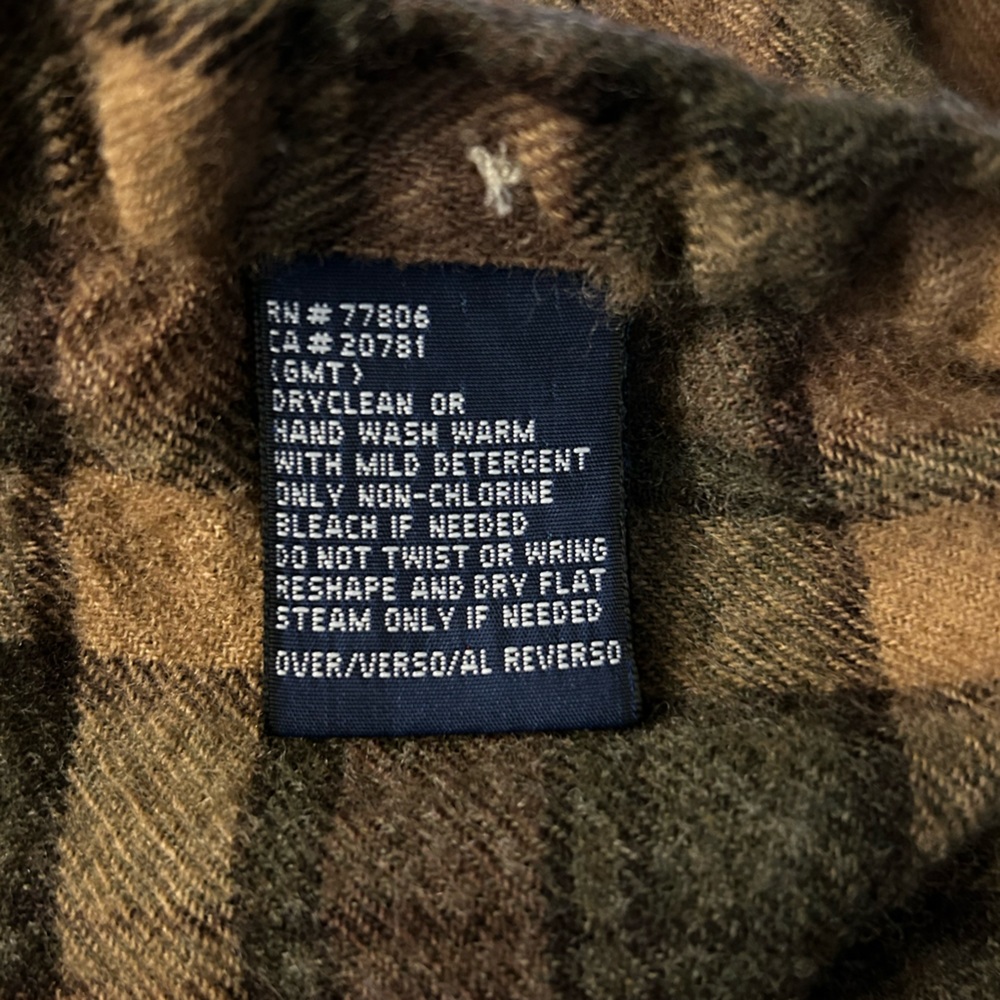 RN # 77806
CA # 20781
(GMT)
DRYCLEAN OR
HAND WASH WARM
WITH MILD DETERGENT
ONLY NON-CHLORINE
BLEACH IF NEEDED
DO NOT TWIST OR WRING
RESHAPE AND DRY FLAT
STEAM ONLY IF NEEDED
OVER/VERSO/AL REVERSO